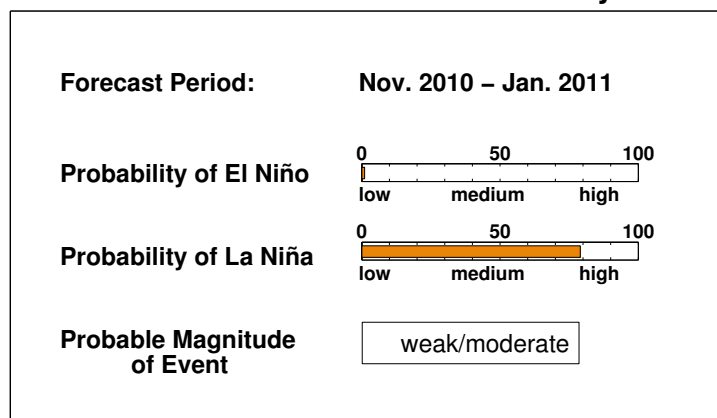 Forecast Period: Nov. 2010 – Jan. 2011
0 50 100
Probability of El Niño
low medium high
0 50 100
Probability of La Niña
low medium high
Probable Magnitude
of Event
weak/moderate